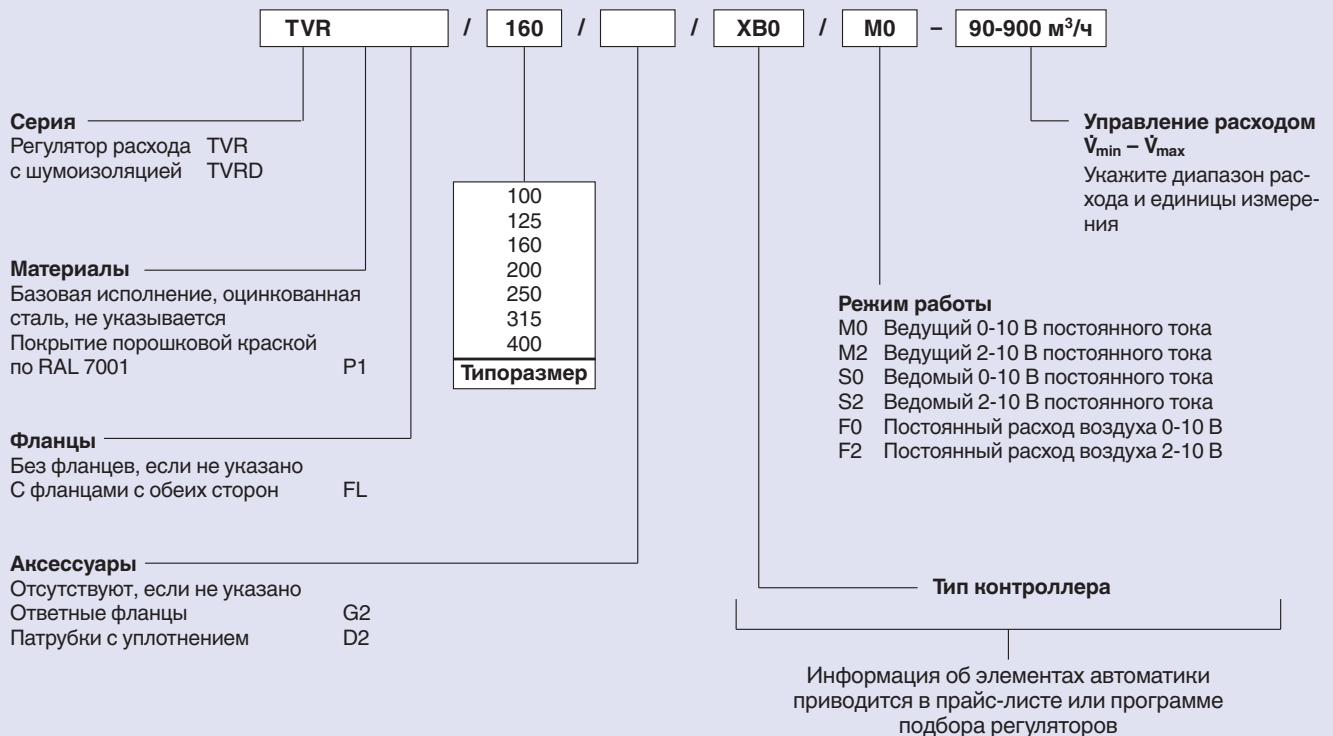 TVR / 160 / / XB0 / M0 – 90-900 м³/ч
Серия
Регулятор расхода TVR
с шумоизоляцией TVRD
Материалы
Базовая исполнение, оцинкованная
сталь, не указывается
Покрытие порошковой краской
по RAL 7001 P1
Фланцы
Без фланцев, если не указано
С фланцами с обеих сторон FL
Аксессуары
Отсутствуют, если не указано
Ответные фланцы G2
Патрубки с уплотнением D2
100
125
160
200
250
315
400
Типоразмер
Управление расходом
V̇min – V̇max
Укажите диапазон рас-
хода и единицы измере-
ния
Режим работы
M0 Ведущий 0-10 В постоянного тока
M2 Ведущий 2-10 В постоянного тока
S0 Ведомый 0-10 В постоянного тока
S2 Ведомый 2-10 В постоянного тока
F0 Постоянный расход воздуха 0-10 В
F2 Постоянный расход воздуха 2-10 В
Тип контроллера
Информация об элементах автоматики
приводится в прайс-листе или программе
подбора регуляторов